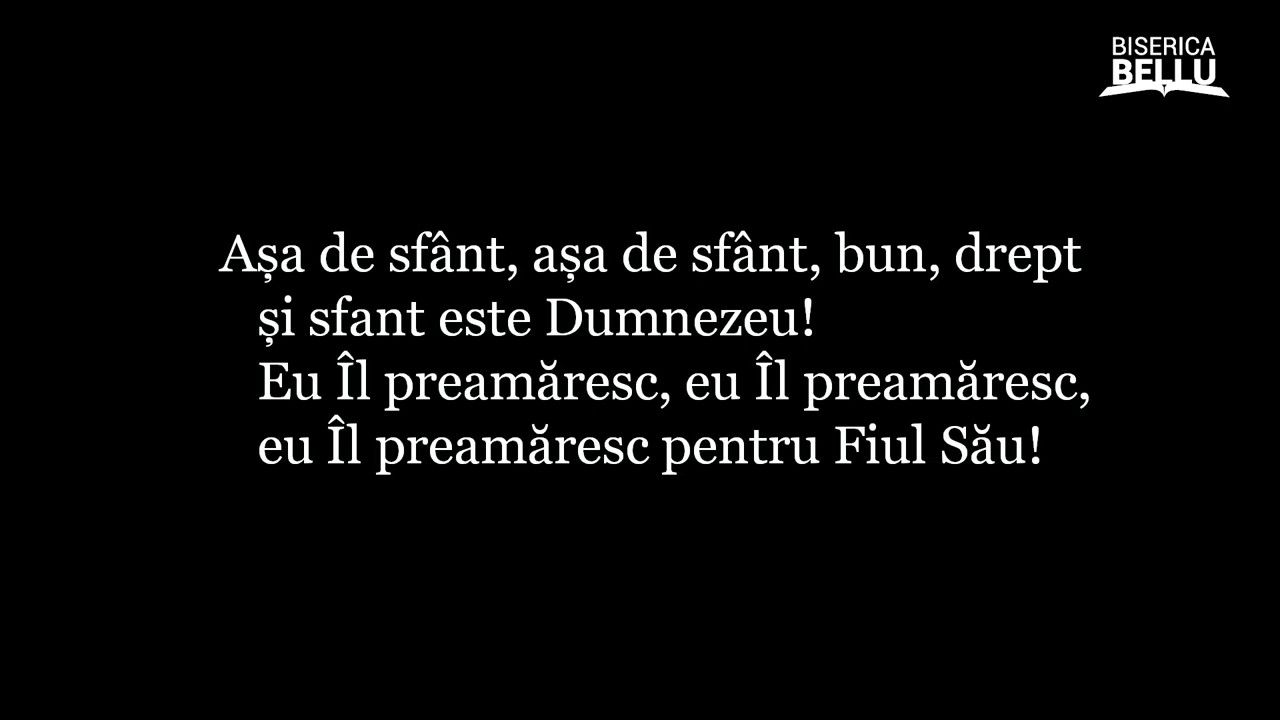 BISERICA
BELLU
Așa de sfânt, așa de sfânt, bun, drept
și sfant este Dumnezeu!
Eu Îl preamăresc, eu Îl preamăresc,
eu Îl preamăresc pentru Fiul Său!